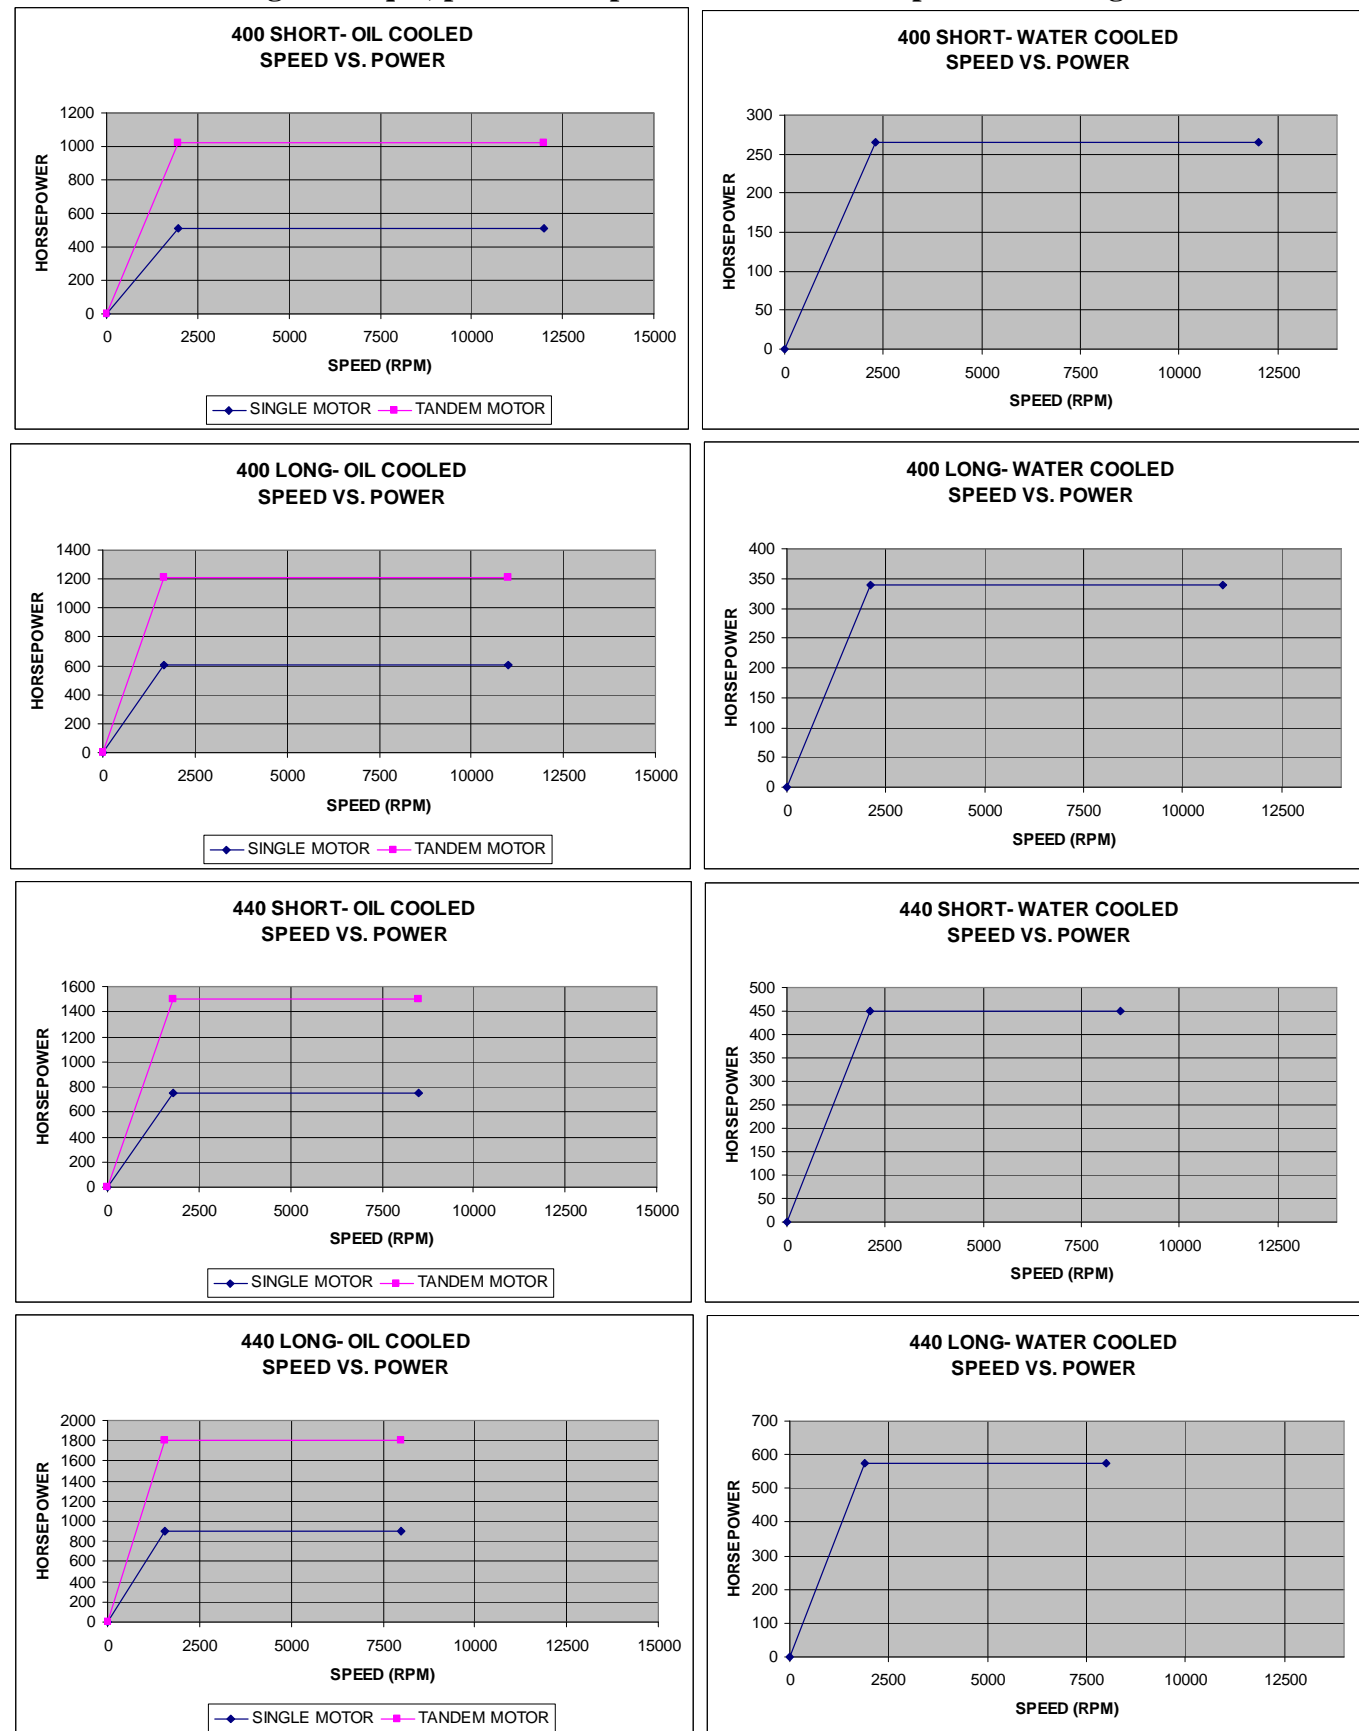 400 SHORT- OIL COOLED
SPEED VS. POWER
HORSEPOWER
1200
1000
800
600
400
200
0
0 2500 5000 7500 10000 12500 15000
SPEED (RPM)
SINGLE MOTOR TANDEM MOTOR
400 SHORT- WATER COOLED
SPEED VS. POWER
HORSEPOWER
300
250
200
150
100
50
0
0 2500 5000 7500 10000 12500
SPEED (RPM)
400 LONG- OIL COOLED
SPEED VS. POWER
HORSEPOWER
1400
1200
1000
800
600
400
200
0
0 2500 5000 7500 10000 12500 15000
SPEED (RPM)
SINGLE MOTOR TANDEM MOTOR
400 LONG- WATER COOLED
SPEED VS. POWER
HORSEPOWER
400
350
300
250
200
150
100
50
0
0 2500 5000 7500 10000 12500
SPEED (RPM)
440 SHORT- OIL COOLED
SPEED VS. POWER
HORSEPOWER
1600
1400
1200
1000
800
600
400
200
0
0 2500 5000 7500 10000 12500 15000
SPEED (RPM)
SINGLE MOTOR TANDEM MOTOR
440 SHORT- WATER COOLED
SPEED VS. POWER
HORSEPOWER
500
450
400
350
300
250
200
150
100
50
0
0 2500 5000 7500 10000 12500
SPEED (RPM)
440 LONG- OIL COOLED
SPEED VS. POWER
HORSEPOWER
2000
1800
1600
1400
1200
1000
800
600
400
200
0
0 2500 5000 7500 10000 12500 15000
SPEED (RPM)
SINGLE MOTOR TANDEM MOTOR
440 LONG- WATER COOLED
SPEED VS. POWER
HORSEPOWER
700
600
500
400
300
200
100
0
0 2500 5000 7500 10000 12500
SPEED (RPM)